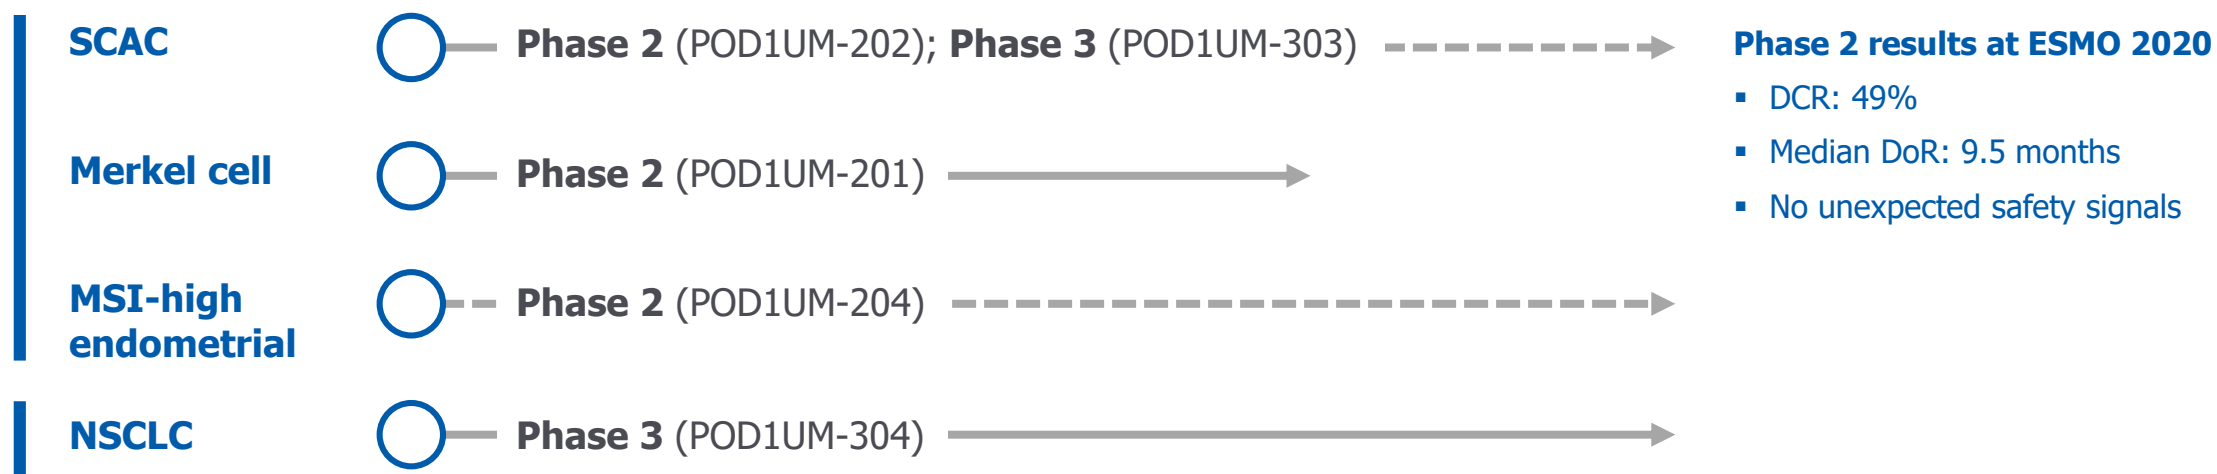 SCAC
Phase 2 (POD1UM-202); Phase 3 (POD1UM-303)
Phase 2 results at ESMO 2020
▪ DCR: 49%
▪ Median DoR: 9.5 months
▪ No unexpected safety signals
Merkel cell
Phase 2 (POD1UM-201)
MSI-high
endometrial
Phase 2 (POD1UM-204)
NSCLC
Phase 3 (POD1UM-304)